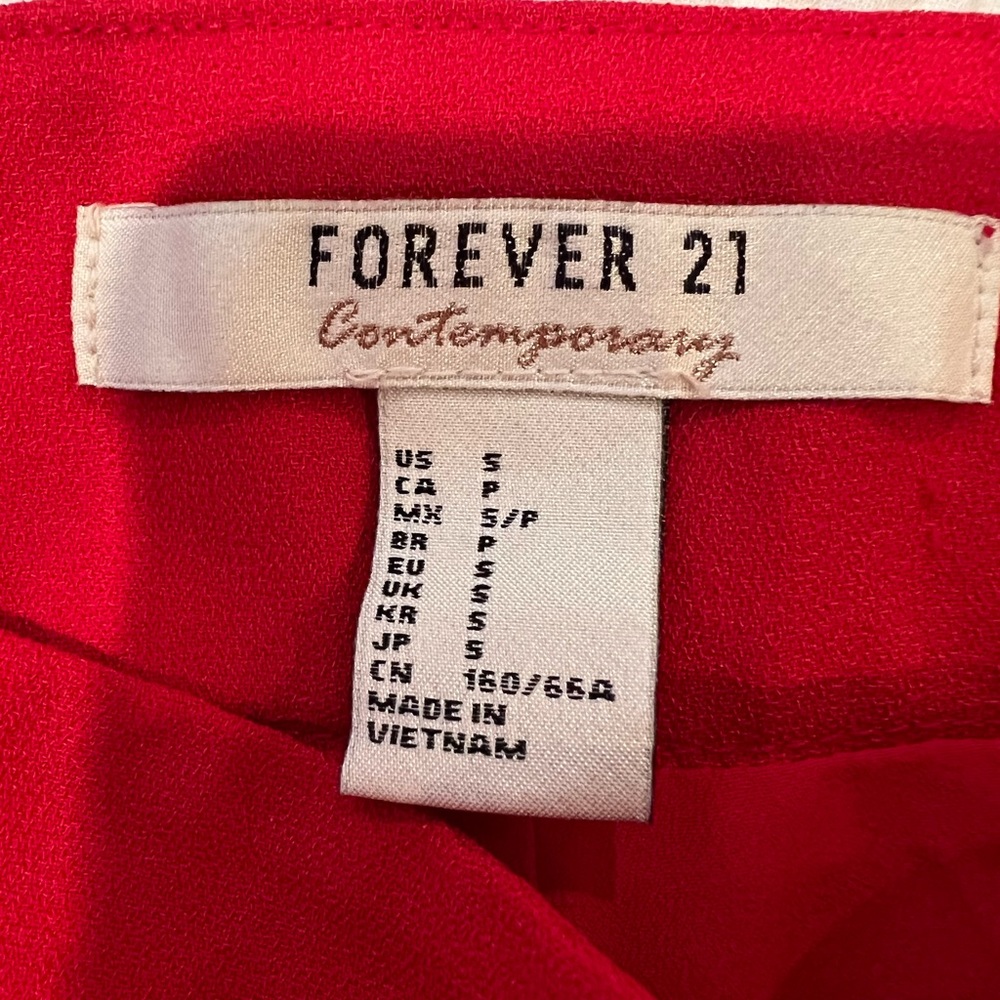 FOREVER 21
Contemporary
US S
CA P
MX S/P
BR P
EU S
UK S
KR S
JP S
CN 160/66A
MADE IN
VIETNAM